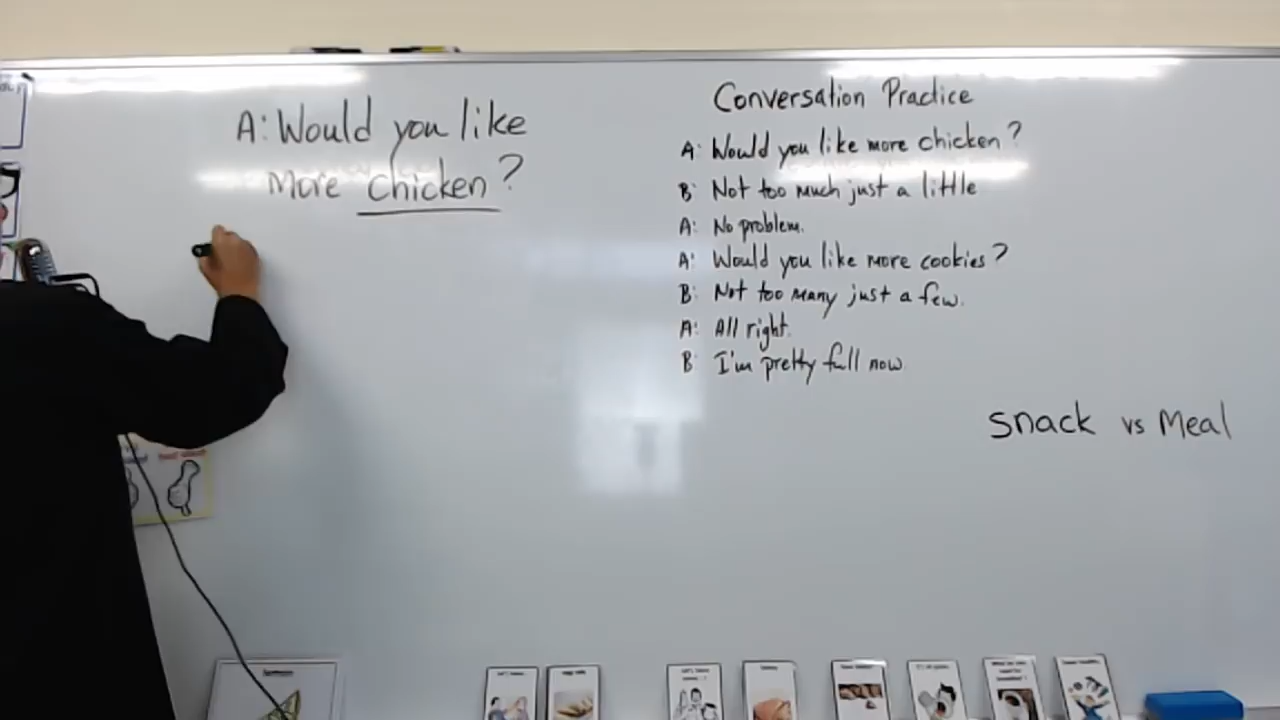 A: Would you like
more chicken?
Conversation Practice
A: Would you like more chicken?
B: Not too much just a little
A: No problem.
A: Would you like more cookies?
B: Not too many just a few.
A: All right.
B: I'm pretty full now
snack vs Meal